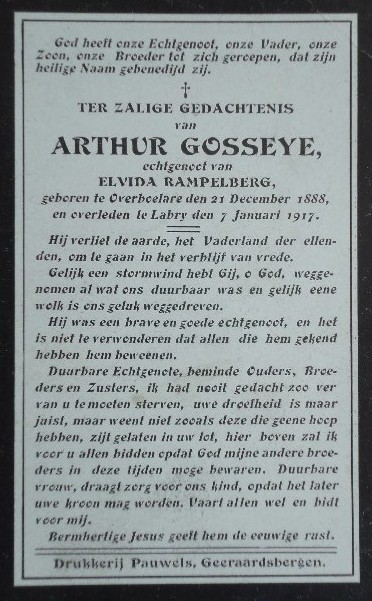 God heeft onze Echtgenoot, onze Vader, onze
Zoon, onze Broeder tot zich geroepen, dat zijn
heilige Naam gebenedijd zij.
†
TER ZALIGE GEDACHTENIS
van
ARTHUR GOSSEYE,
echtgenoot van
ELVIDA RAMPELBERG,
geboren te Overboelare den 21 December 1888,
en overleden te Labry den 7 Januari 1917.
Hij verliet de aarde, het Vaderland der ellen-
den, om te gaan in het verblijf van vrede.
Gelijk een stormwind hebt Gij, o God, wegge-
nomen al wat ons duurbaar was en gelijk eene
wolk is ons geluk weggedreven.
Hij was een brave en goede echtgenoot, en het
is niet te verwonderen dat allen die hem gekend
hebben hem beweenen.
Duurbare Echtgenote, beminde Ouders, Broe-
ders en Zusters, ik had nooit gedacht zoo ver
van u te moeten sterven, uwe droefheid is maar
juist, maar weent niet zooals deze die geene hoop
hebben, zijt gelaten in uw lot, hier boven zal ik
voor u allen bidden opdat God mijne andere broe-
ders in deze tijden moge bewaren. Duurbare
vrouw, draagt zorg voor ons kind, opdat het later
uwe kroon mag worden. Vaart allen wel en bidt
voor mij.
Bermhertige Jesus geeft hem de eeuwige rust.
Drukkerij Pauwels, Geeraardsbergen.